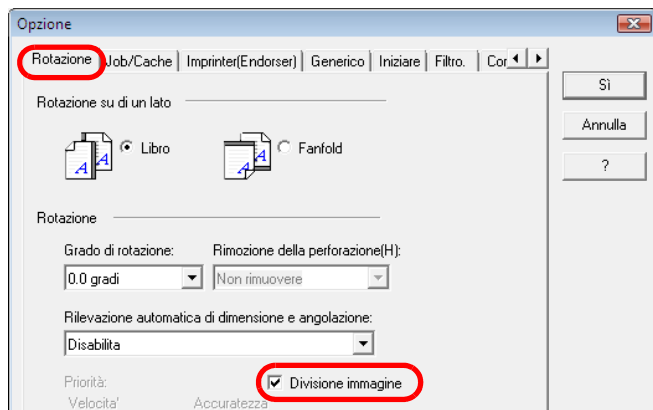 Opzione
Rotazione Job/Cache Imprinter(Endorser) Generico Iniziare Filtro.
Sì
Annulla
?
Rotazione su di un lato
A A Libro A Fanfold
Rotazione
Grado di rotazione: Rimozione della perforazione(H):
0.0 gradi Non rimuovere
Rilevazione automatica di dimensione e angolazione:
Disabilita
Priorità: Divisione immagine
Velocita' Accuratezza